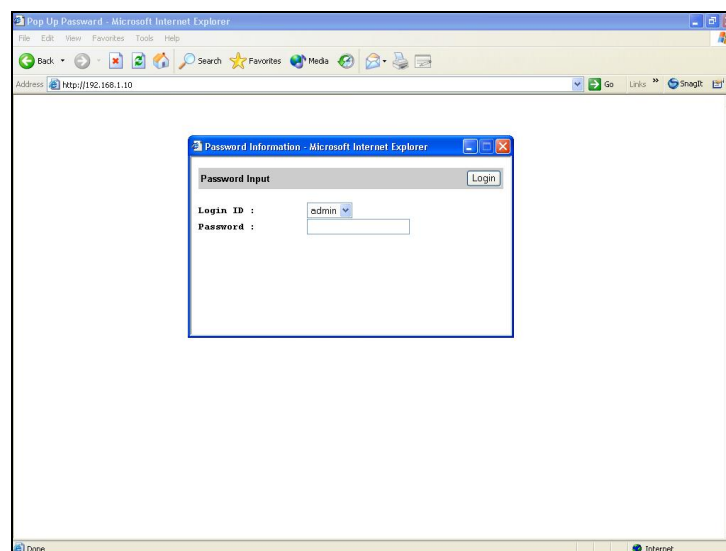 Pop Up Password - Microsoft Internet Explorer
File Edit View Favorites Tools Help
Back Search Favorites Media
Address http://192.168.1.10 Go Links » SnagIt
Password Information - Microsoft Internet Explorer
Password Input Login
Login ID : admin
Password :
Done Internet